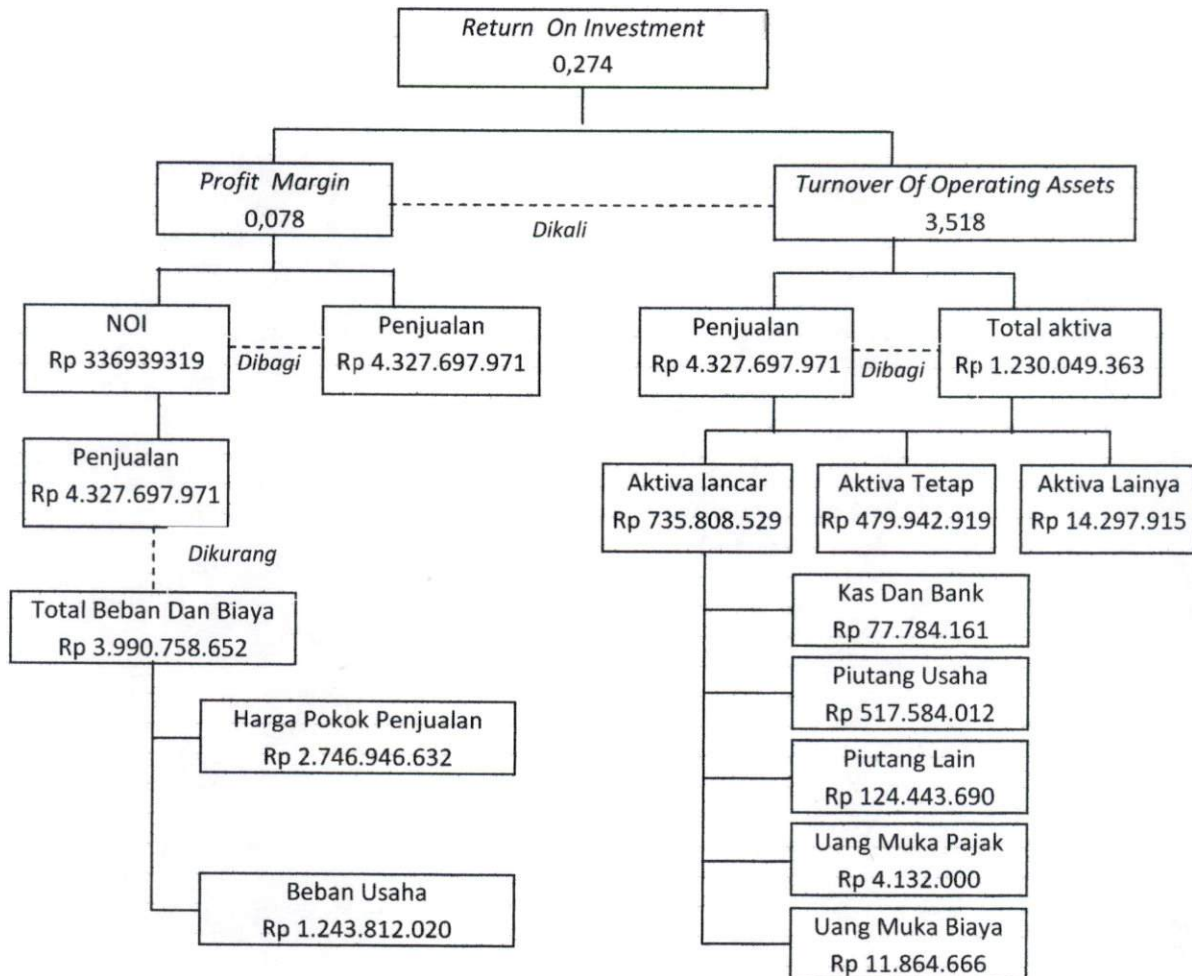 Return On Investment
0,274
Profit Margin
0,078
Dikali
Turnover Of Operating Assets
3,518
NOI
Rp 336939319
Dibagi
Penjualan
Rp 4.327.697.971
Penjualan
Rp 4.327.697.971
Dibagi
Total aktiva
Rp 1.230.049.363
Penjualan
Rp 4.327.697.971
Dikurang
Total Beban Dan Biaya
Rp 3.990.758.652
Harga Pokok Penjualan
Rp 2.746.946.632
Beban Usaha
Rp 1.243.812.020
Aktiva lancar
Rp 735.808.529
Aktiva Tetap
Rp 479.942.919
Aktiva Lainya
Rp 14.297.915
Kas Dan Bank
Rp 77.784.161
Piutang Usaha
Rp 517.584.012
Piutang Lain
Rp 124.443.690
Uang Muka Pajak
Rp 4.132.000
Uang Muka Biaya
Rp 11.864.666